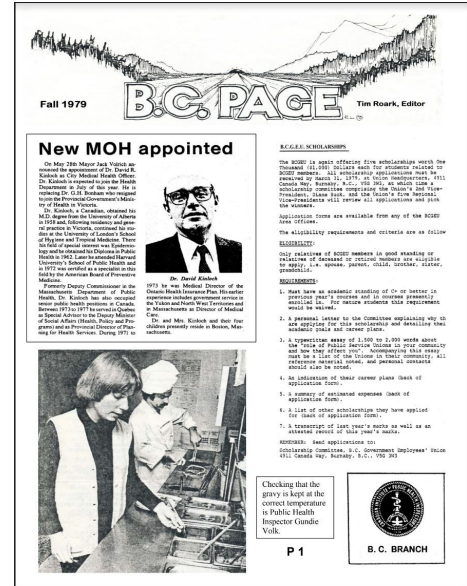 Fall 1979
B.C. PAGE
Tim Roark, Editor
New MOH appointed
On May 28th Mayor Jack Volrich an-
nounced the appointment of Dr. David R.
Kinloch as City Medical Health Officer.
Dr. Kinloch is expected to join the Health
Department in July of this year. He is
replacing Dr. G.H. Bonham who resigned
to join the Provincial Government's Minis-
try of Health in Victoria.
Dr. Kinloch, a Canadian, obtained his
M.D. degree from the University of Alberta
in 1958 and, following residency and gene-
ral practice in Victoria, continued his stu-
dies at the University of London's School of
Hygiene and Tropical Medicine. There
his field of special interest was Epidemio-
logy and he obtained his Diploma in Public
Health in 1962. Later he attended Harvard
University's School of Public Health and
in 1972 was certified as a specialist in this
field by the American Board of Preventive
Medicine.
Formerly Deputy Commissioner in the
Massachusetts Department of Public
Health, Dr. Kinloch has also occupied
senior public health positions in Canada.
Between 1973 to 1977 he served in Quebec
as Special Advisor to the Deputy Minister
of Social Affairs (Health, Policy and Pro-
grams) and as Provincial Director of Plan-
ning for Health Services. During 1971 to
Dr. David Kinloch
1973 he was Medical Director of the
Ontario Health Insurance Plan. His earlier
experience includes government service in
the Yukon and North West Territories and
in Massachusetts as Director of Medical
Care.
Dr. and Mrs. Kinloch and their four
children presently reside in Boston, Mas-
sachusetts.
B.C.G.E.U. SCHOLARSHIPS
The BCGEU is again offering five scholarships worth One
Thousand ($1,000) Dollars each for students related to
BCGEU members. All scholarship applications must be
received by March 31, 1979, at Union Headquarters, 4911
Canada Way, Burnaby, B.C., V5G 3W3, at which time a
scholarship committee comprising the Union's 2nd Vice-
President, Diana and the Union's five Regional
Vice-Presidents will review all applications and pick
the winners.
Application forms are available from any of the BCGEU
Area Offices.
The eligibility requirements and criteria are as follow
ELIGIBILITY:
Only relatives of BCGEU members in good standing or
relatives of deceased or retired members are eligible
to apply. i.e. spouse, parent, child, brother, sister,
grandchild.
REQUIREMENTS:
1. Must have an academic standing of C+ or better in
previous year's courses and in courses presently
enrolled in. For mature students this requirement
would be waived.
2. A personal letter to the Committee explaining why th
are applying for this scholarship and detailing their
academic goals and career plans.
3. A typewritten essay of 1,500 to 2,000 words about
the "role of Public Service Unions in your community
and how they affect you". Accompanying this essay
must be a list of the Unions in their community, all
reference material noted, and personal contacts
should also be noted.
4. An indication of their career plans (back of
application form).
5. A summary of estimated expenses (back of
application form).
6. A list of other scholarships they have applied
for (back of application form).
7. A transcript of last year's marks as well as an
attested record of this year's marks.
REMEMBER: Send applications to:
Scholarship Committee, B.C. Government Employees' Union
4911 Canada Way, Burnaby, B.C., V5G 3W3
Checking that the
gravy is kept at the
correct temperature
is Public Health
Inspector Gundie
Volk.
P 1
B. C. BRANCH